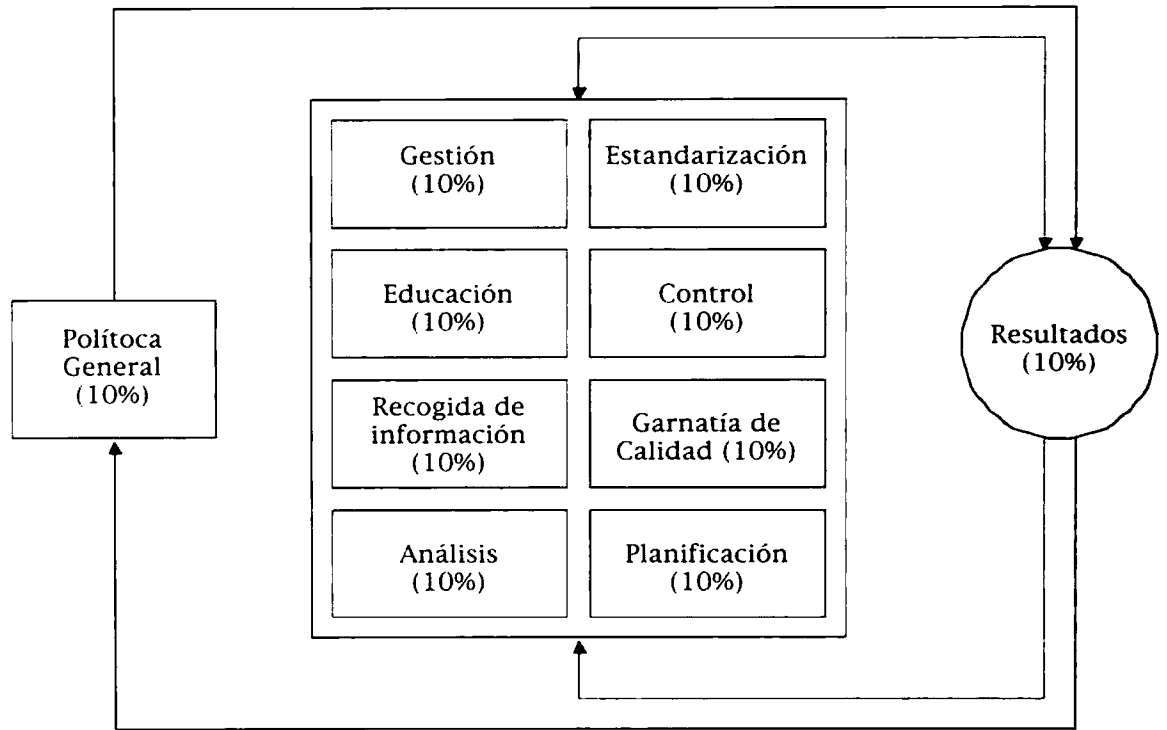 Gestión
(10%)
Estandarización
(10%)
Educación
(10%)
Control
(10%)
Polítoca
General
(10%)
Resultados
(10%)
Recogida de
información
(10%)
Garnatía de
Calidad (10%)
Análisis
(10%)
Planificación
(10%)